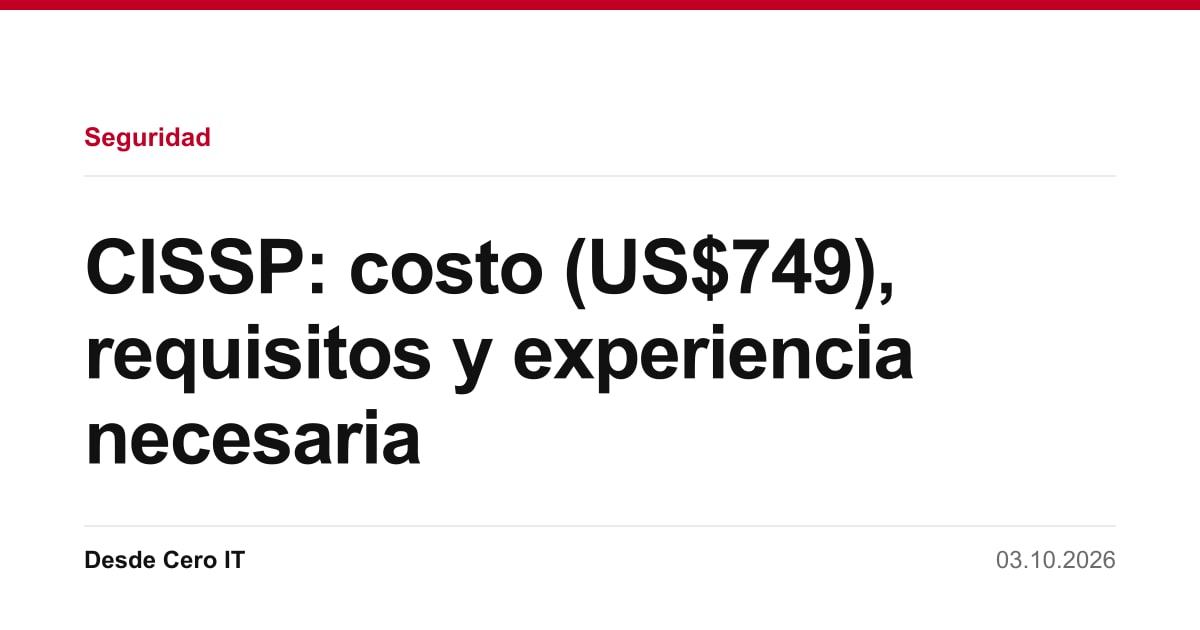 Seguridad
CISSP: costo (US$749),
requisitos y experiencia
necesaria
Desde Cero IT
03.10.2026